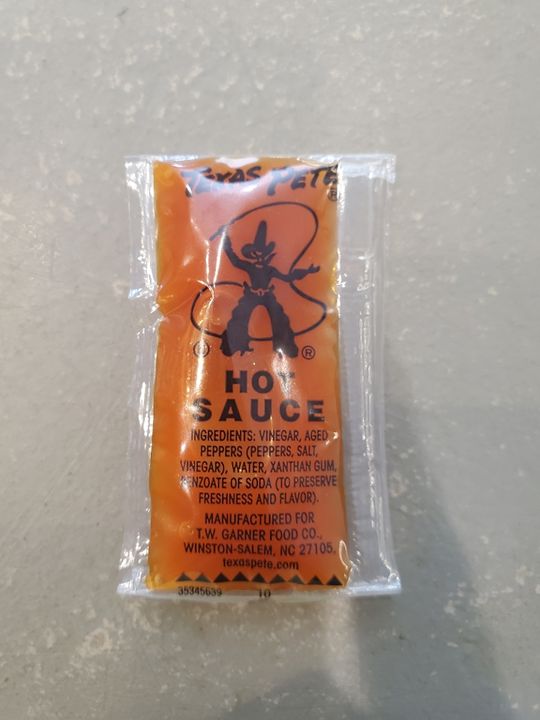 TEXAS PETE
®
® ®
HOT
SAUCE
INGREDIENTS: VINEGAR, AGED
PEPPERS (PEPPERS, SALT,
VINEGAR), WATER, XANTHAN GUM,
BENZOATE OF SODA (TO PRESERVE
FRESHNESS AND FLAVOR).
MANUFACTURED FOR
T.W. GARNER FOOD CO.,
WINSTON-SALEM, NC 27105.
texaspete.com
35345639 10